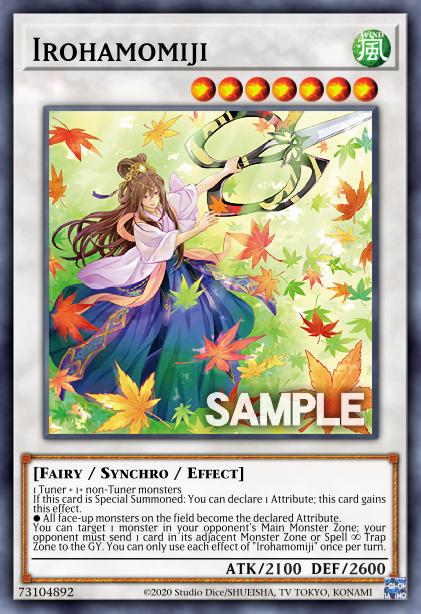 IROHAMOMIJI
WIND
風
SAMPLE
[FAIRY / SYNCHRO / EFFECT]
1 Tuner + 1+ non-Tuner monsters
If this card is Special Summoned: You can declare 1 Attribute; this card gains
this effect.
● All face-up monsters on the field become the declared Attribute.
You can target 1 monster in your opponent's Main Monster Zone; your
opponent must send 1 card in its adjacent Monster Zone or Spell ∞ Trap
Zone to the GY. You can only use each effect of "Irohamomiji" once per turn.
ATK/2100 DEF/2600
73104892
©2020 Studio Dice/SHUEISHA, TV TOKYO, KONAMI